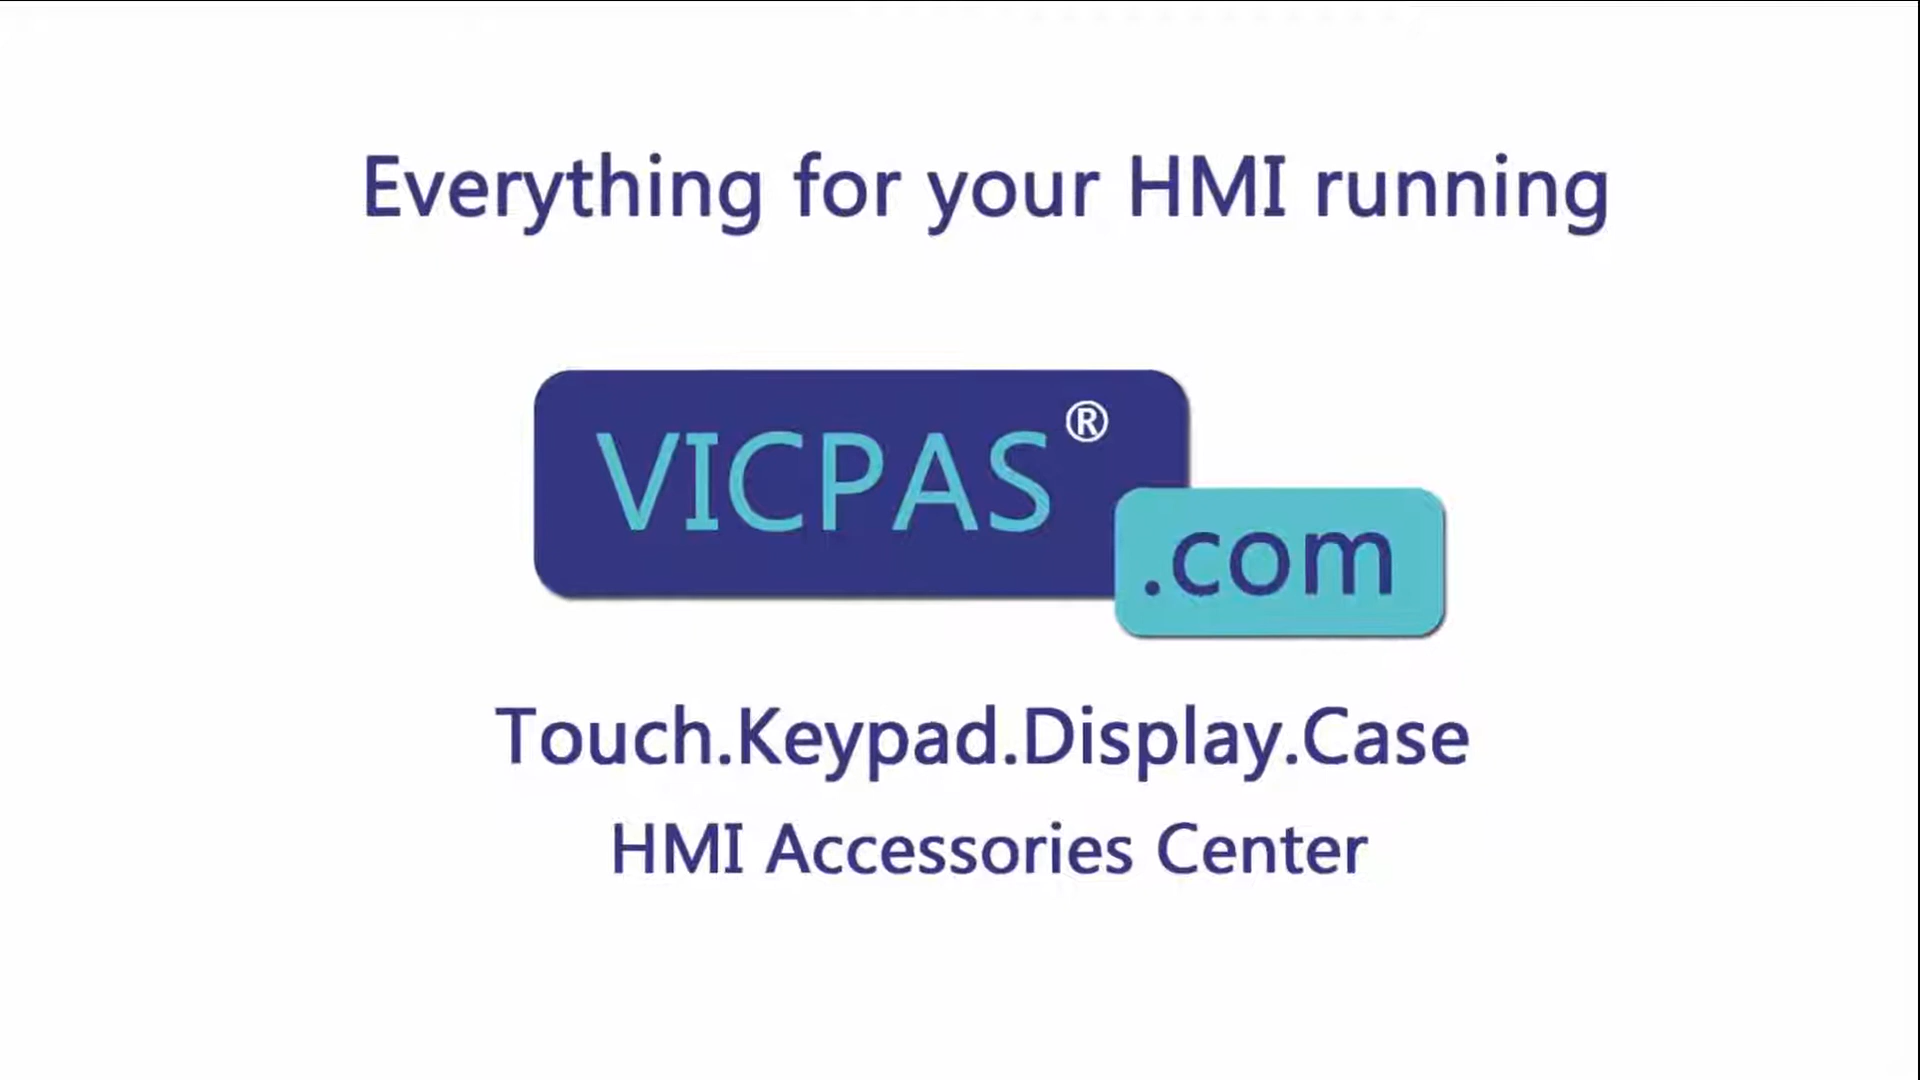 Everything for your HMI running
VICPAS®
.com
Touch.Keypad.Display.Case
HMI Accessories Center